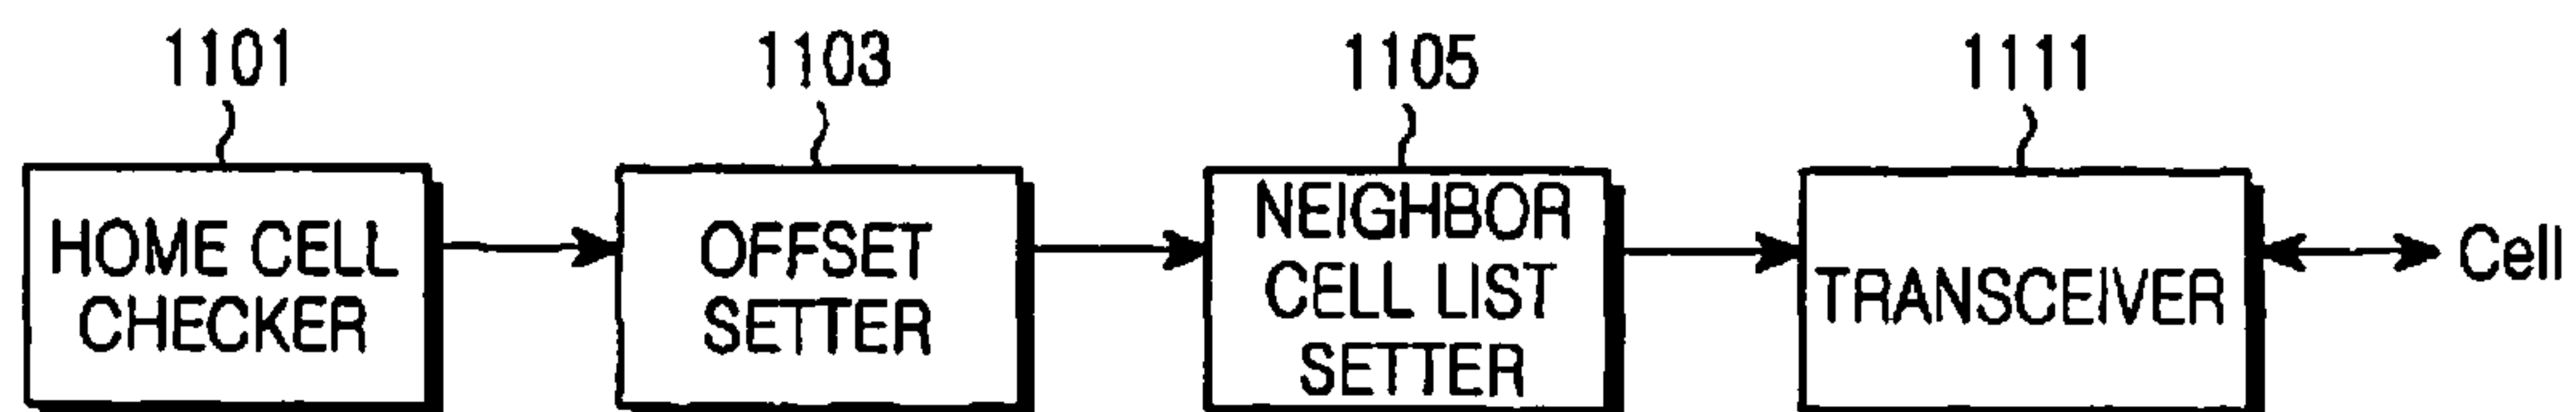 1101
1103
1105
1111
HOME CELL
CHECKER
OFFSET
SETTER
NEIGHBOR
CELL LIST
SETTER
TRANSCEIVER
Cell